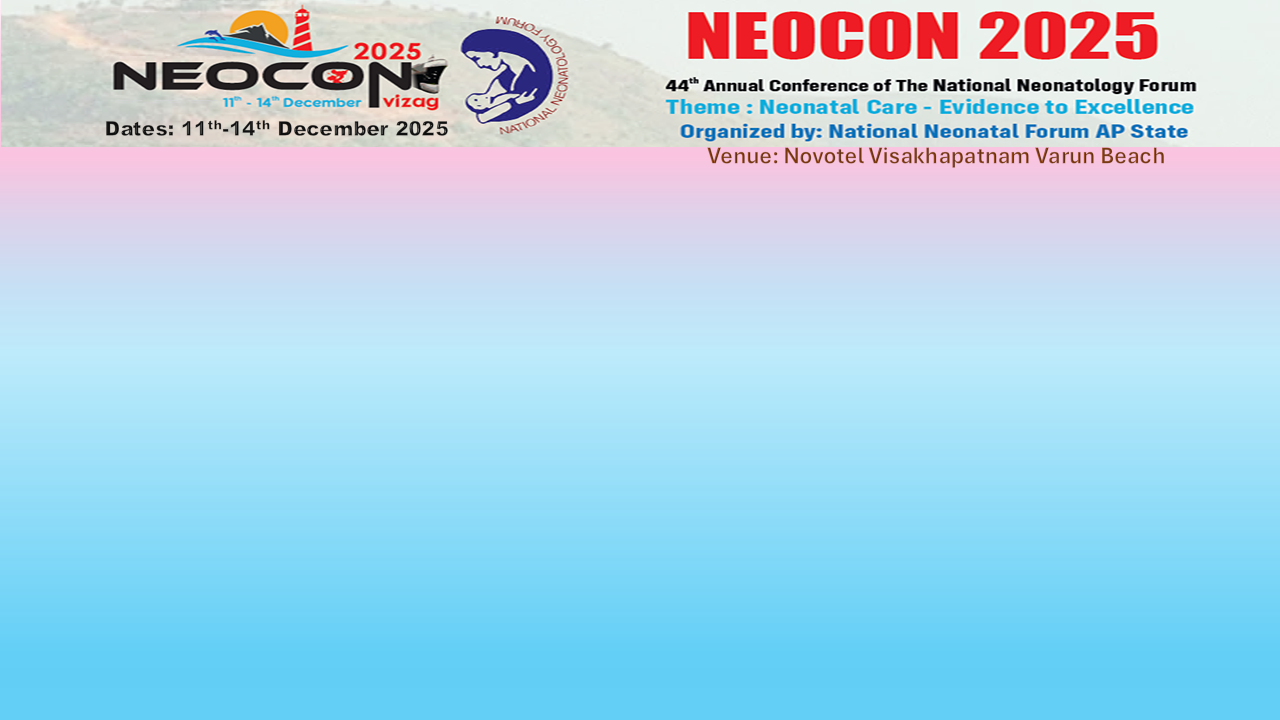 2025
NEOCON
11th - 14th December
vizag
Dates: 11th-14th December 2025
NATIONAL NEONATOLOGY FORUM
NEOCON 2025
44th Annual Conference of The National Neonatology Forum
Theme : Neonatal Care - Evidence to Excellence
Organized by: National Neonatal Forum AP State
Venue: Novotel Visakhapatnam Varun Beach